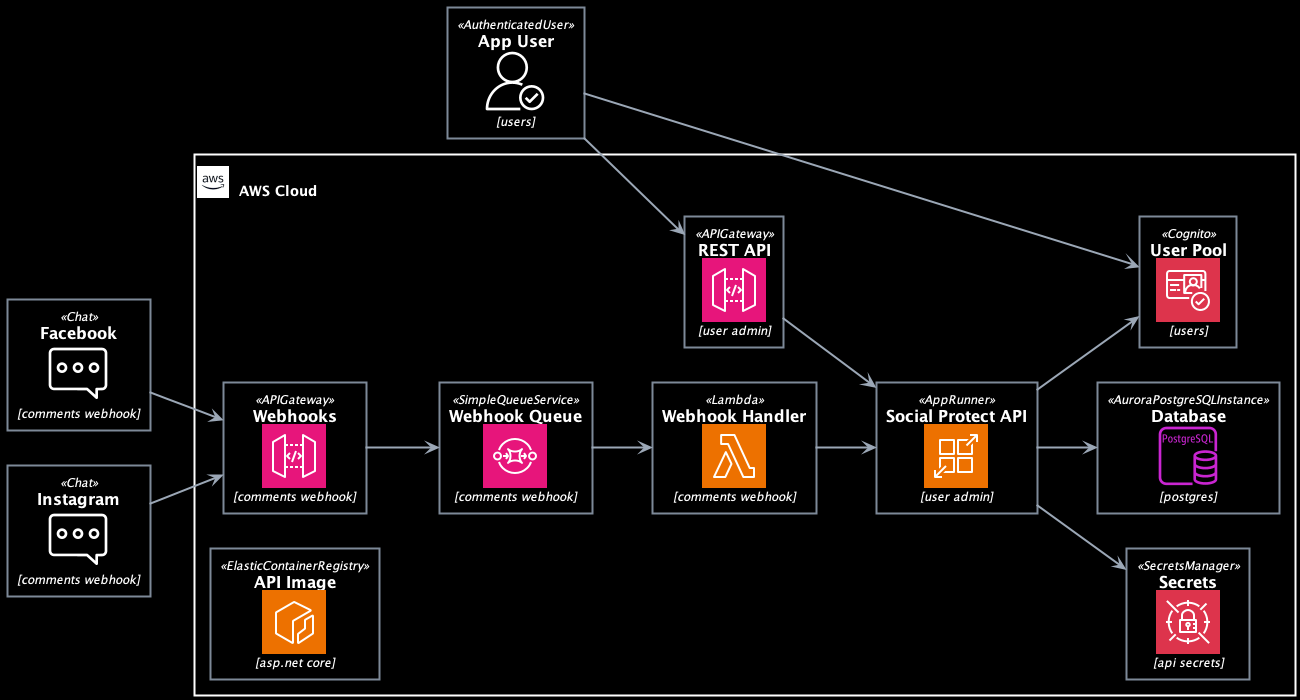 «AuthenticatedUser»
App User
[users]
aws
AWS Cloud
«APIGateway»
REST API
[user admin]
«Cognito»
User Pool
[users]
«Chat»
Facebook
[comments webhook]
«APIGateway»
Webhooks
[comments webhook]
«SimpleQueueService»
Webhook Queue
[comments webhook]
«Lambda»
Webhook Handler
[comments webhook]
«AppRunner»
Social Protect API
[user admin]
«AuroraPostgreSQLInstance»
Database
PostgreSQL
[postgres]
«Chat»
Instagram
[comments webhook]
«ElasticContainerRegistry»
API Image
[asp.net core]
«SecretsManager»
Secrets
[api secrets]